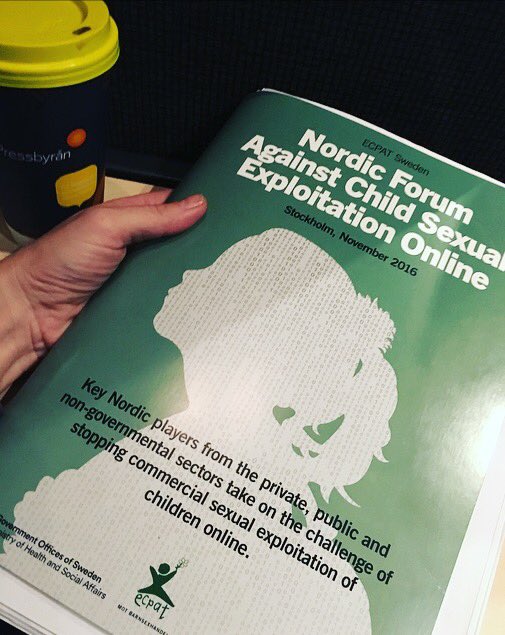 Pressbyrån
ECPAT Sweden
Nordic Forum
Against Child Sexual
Exploitation Online
Stockholm, November 2016
Key Nordic players from the private, public and
non-governmental sectors take on the challenge of
stopping commercial sexual exploitation of
children online.
Government Offices of Sweden
Ministry of Health and Social Affairs
ecpat
MOT BARNSEXHANDEL